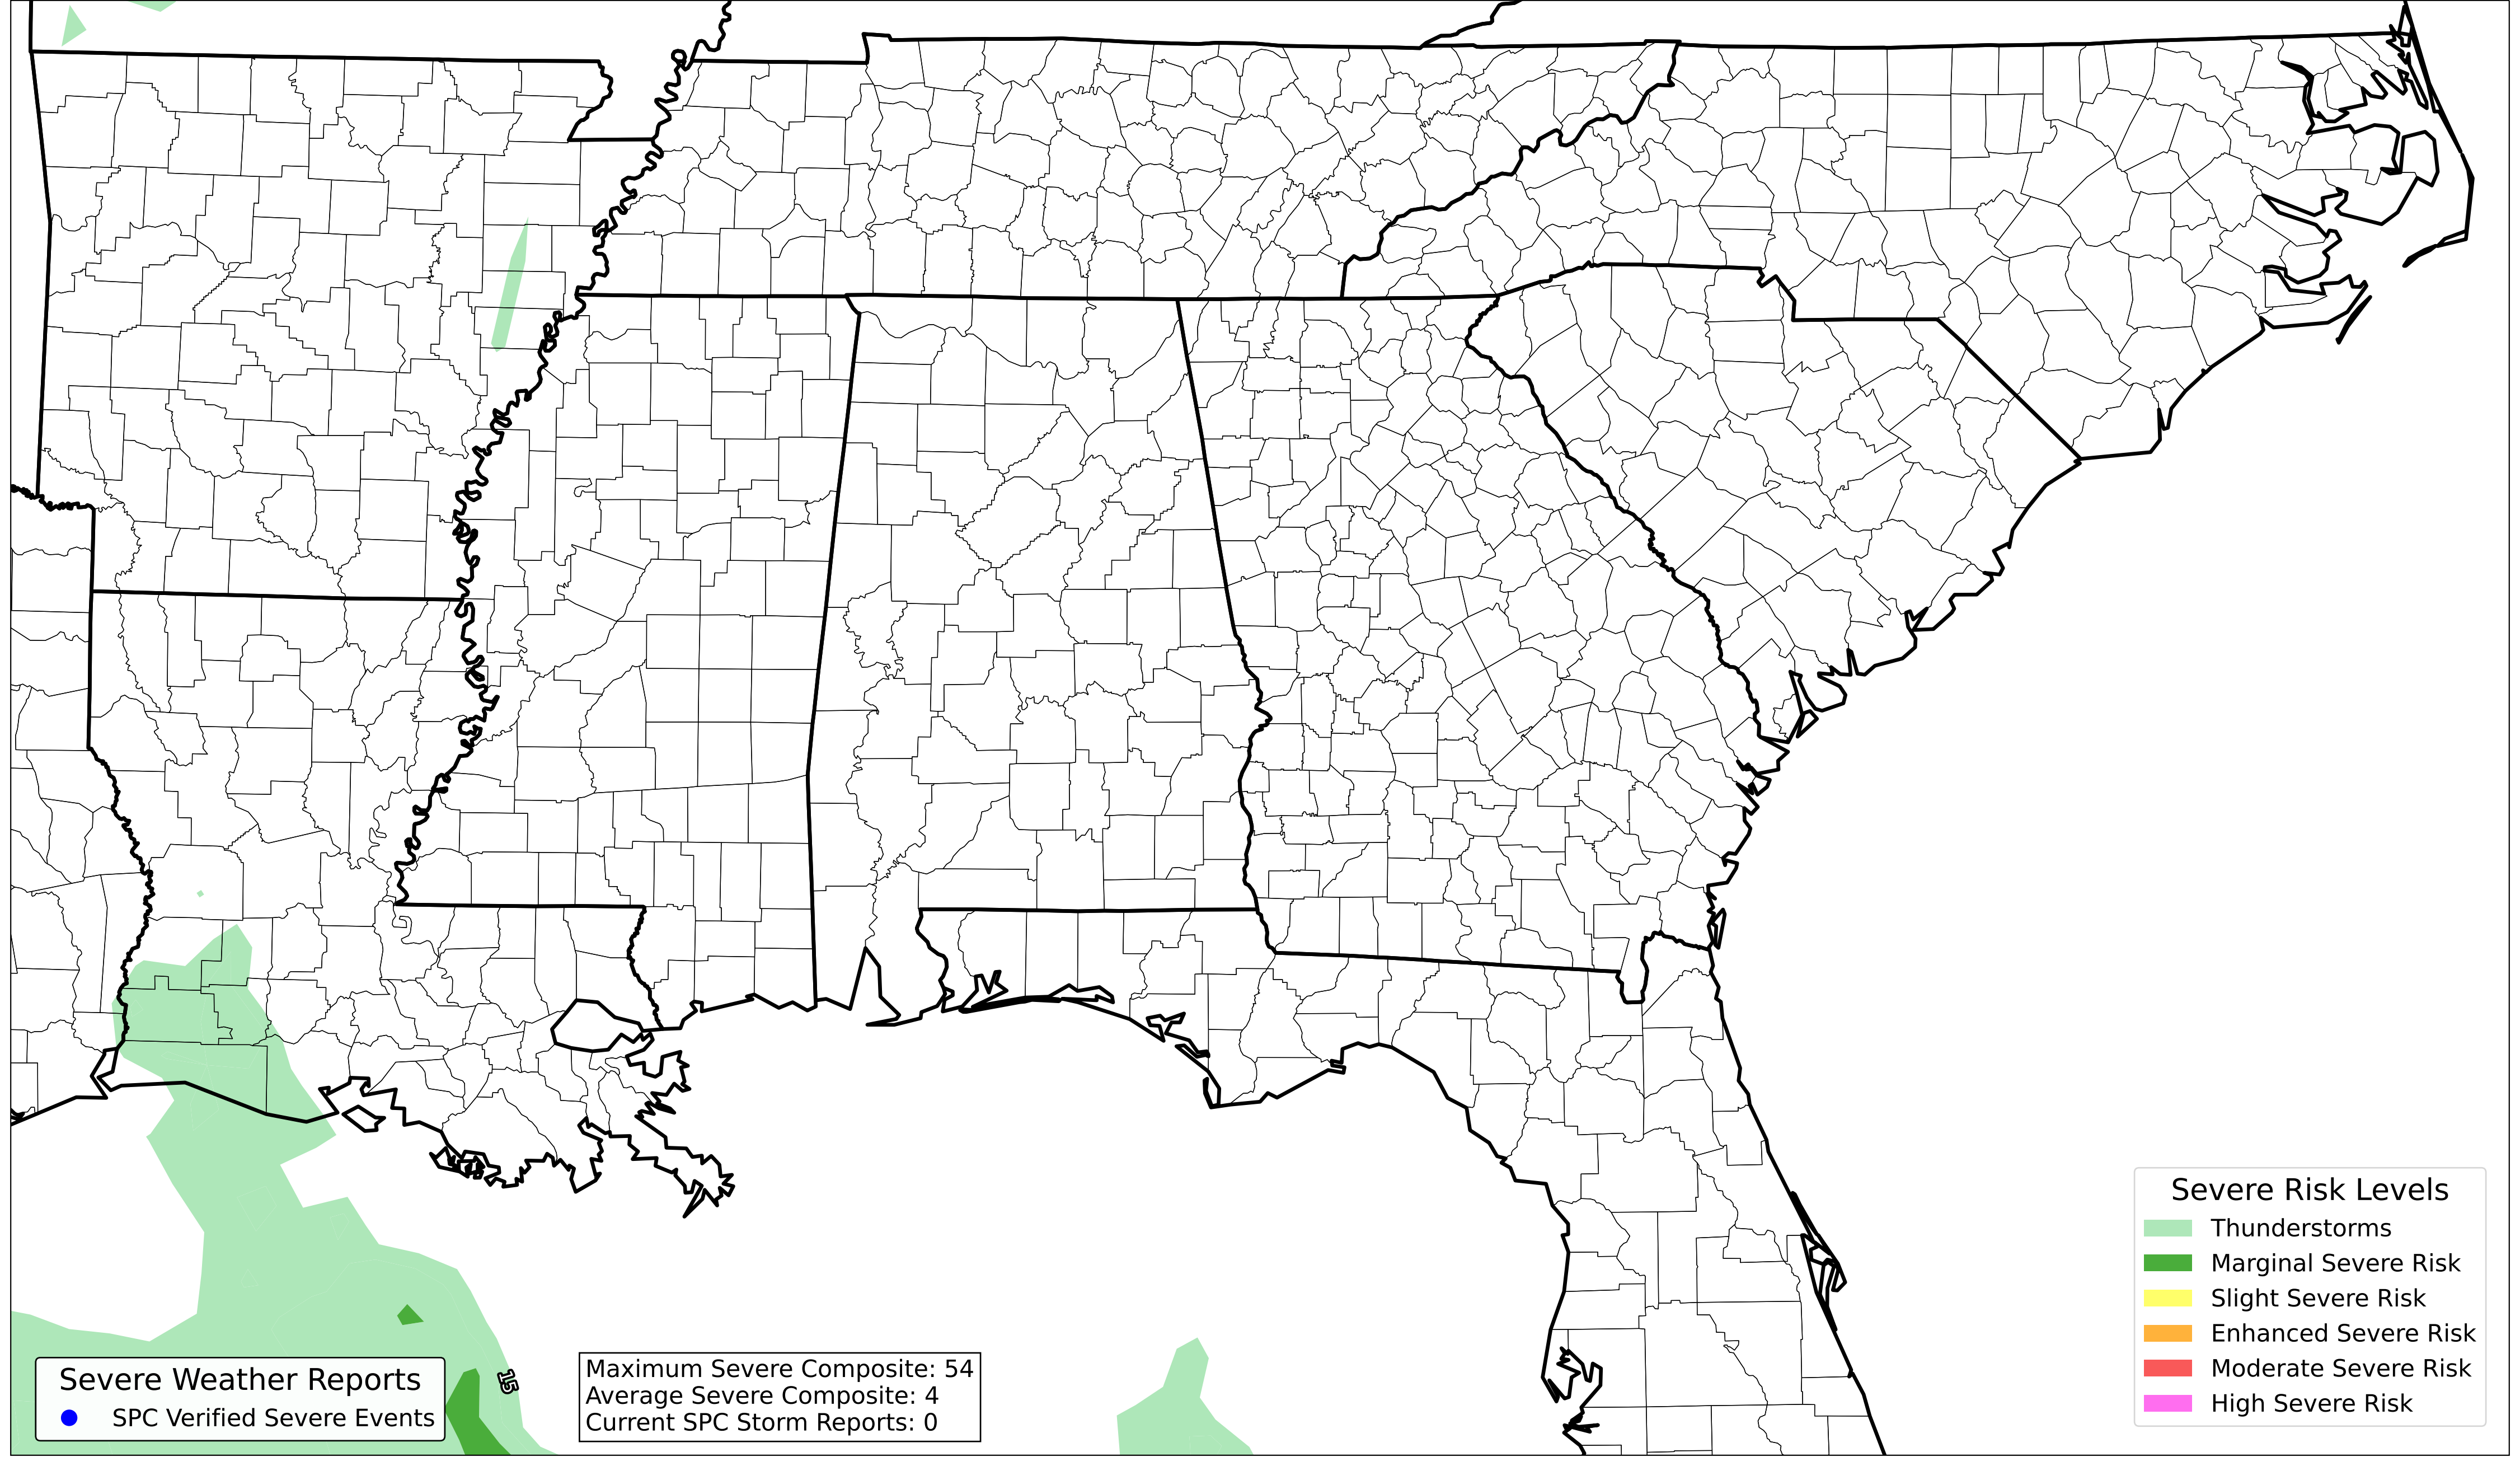 15
Severe Weather Reports
SPC Verified Severe Events
Maximum Severe Composite: 54
Average Severe Composite: 4
Current SPC Storm Reports: 0
Severe Risk Levels
Thunderstorms
Marginal Severe Risk
Slight Severe Risk
Enhanced Severe Risk
Moderate Severe Risk
High Severe Risk